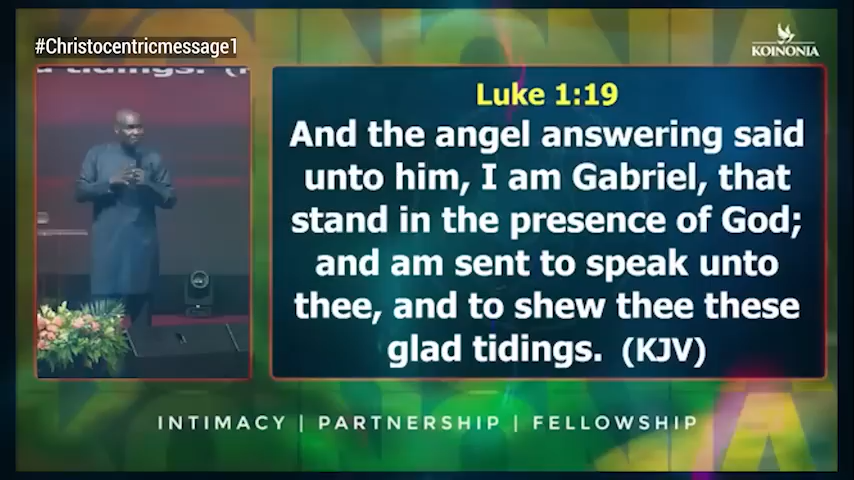 #Christocentricmessage1
KOINONIA
Luke 1:19
And the angel answering said
unto him, I am Gabriel, that
stand in the presence of God;
and am sent to speak unto
thee, and to shew thee these
glad tidings. (KJV)
INTIMACY | PARTNERSHIP | FELLOWSHIP